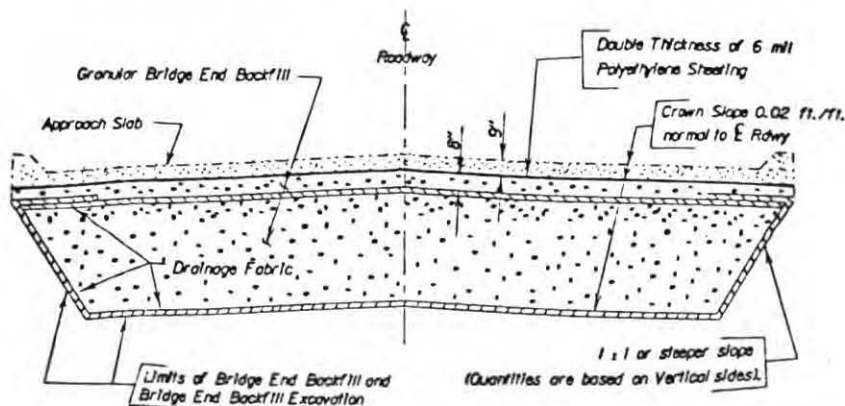 ℄
Roadway
Double Thickness of 6 mill
Polyethylene Sheeting
Granular Bridge End Backfill
Crown Slope 0.02 ft./ft.
normal to ℄ Rdwy
Approach Slab
8"
9"
Drainage Fabric
1 : 1 or steeper slope
(Quantities are based on Vertical sides).
Limits of Bridge End Backfill and
Bridge End Backfill Excavation